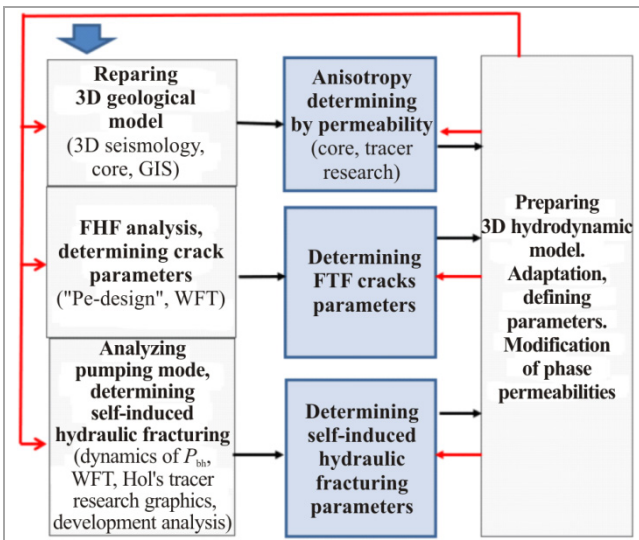 Reparing
3D geological
model
(3D seismology,
core, GIS)
Anisotropy
determining
by permeability
(core, tracer
research)
FHF analysis,
determining crack
parameters
("Pe-design", WFT)
Determining
FTF cracks
parameters
Analyzing
pumping mode,
determining
self-induced
hydraulic fracturing
(dynamics of Pbh,
WFT, Hol's tracer
research graphics,
development analysis)
Determining
self-induced
hydraulic
fracturing
parameters
Preparing
3D hydrodynamic
model.
Adaptation,
defining
parameters.
Modification
of phase
permeabilities